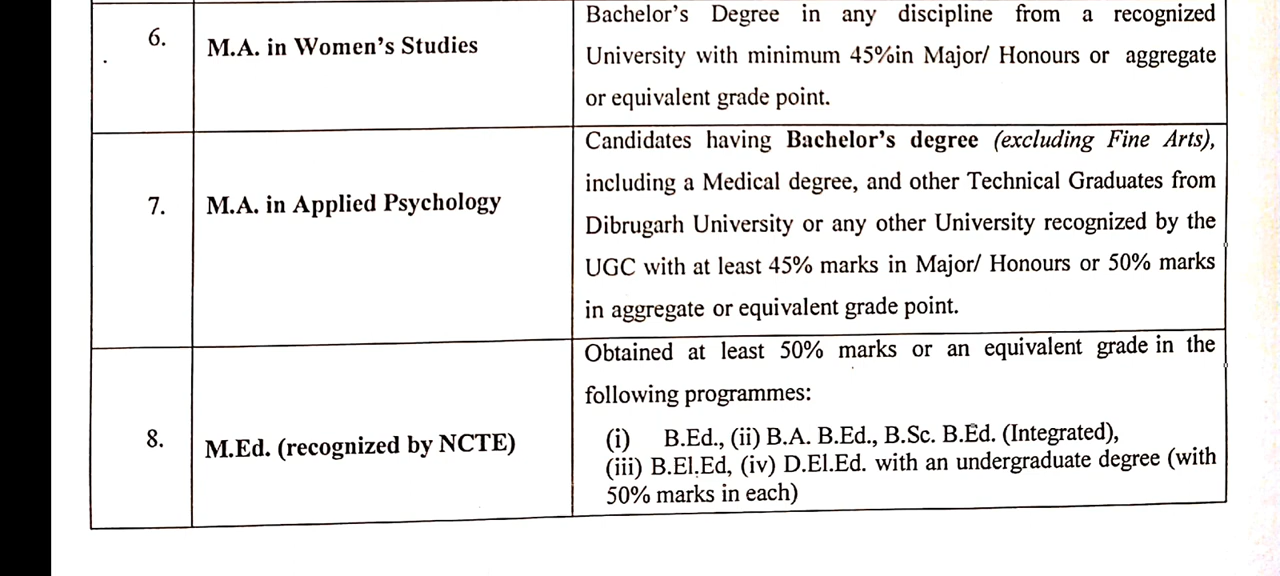 6.
M.A. in Women's Studies
Bachelor's Degree in any discipline from a recognized
University with minimum 45%in Major/ Honours or aggregate
or equivalent grade point.
7.
M.A. in Applied Psychology
Candidates having Bachelor's degree (excluding Fine Arts),
including a Medical degree, and other Technical Graduates from
Dibrugarh University or any other University recognized by the
UGC with at least 45% marks in Major/ Honours or 50% marks
in aggregate or equivalent grade point.
8.
M.Ed. (recognized by NCTE)
Obtained at least 50% marks or an equivalent grade in the
following programmes:
(i) B.Ed., (ii) B.A. B.Ed., B.Sc. B.Ed. (Integrated),
(iii) B.El.Ed, (iv) D.El.Ed. with an undergraduate degree (with
50% marks in each)